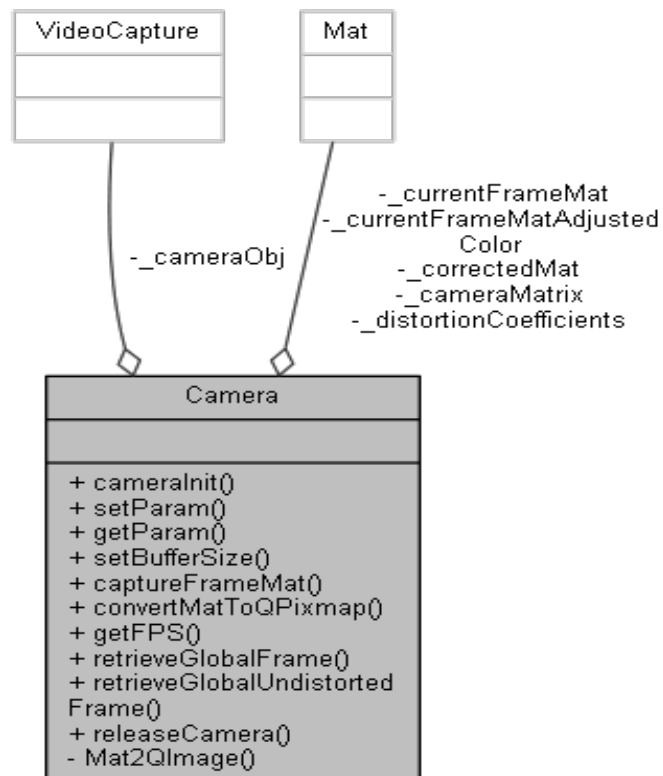 VideoCapture
Mat
-_cameraObj
-_currentFrameMat
-_currentFrameMatAdjusted
Color
-_correctedMat
-_cameraMatrix
-_distortionCoefficients
Camera
+ cameraInit()
+ setParam()
+ getParam()
+ setBufferSize()
+ captureFrameMat()
+ convertMatToQPixmap()
+ getFPS()
+ retrieveGlobalFrame()
+ retrieveGlobalUndistorted
Frame()
+ releaseCamera()
- Mat2QImage()